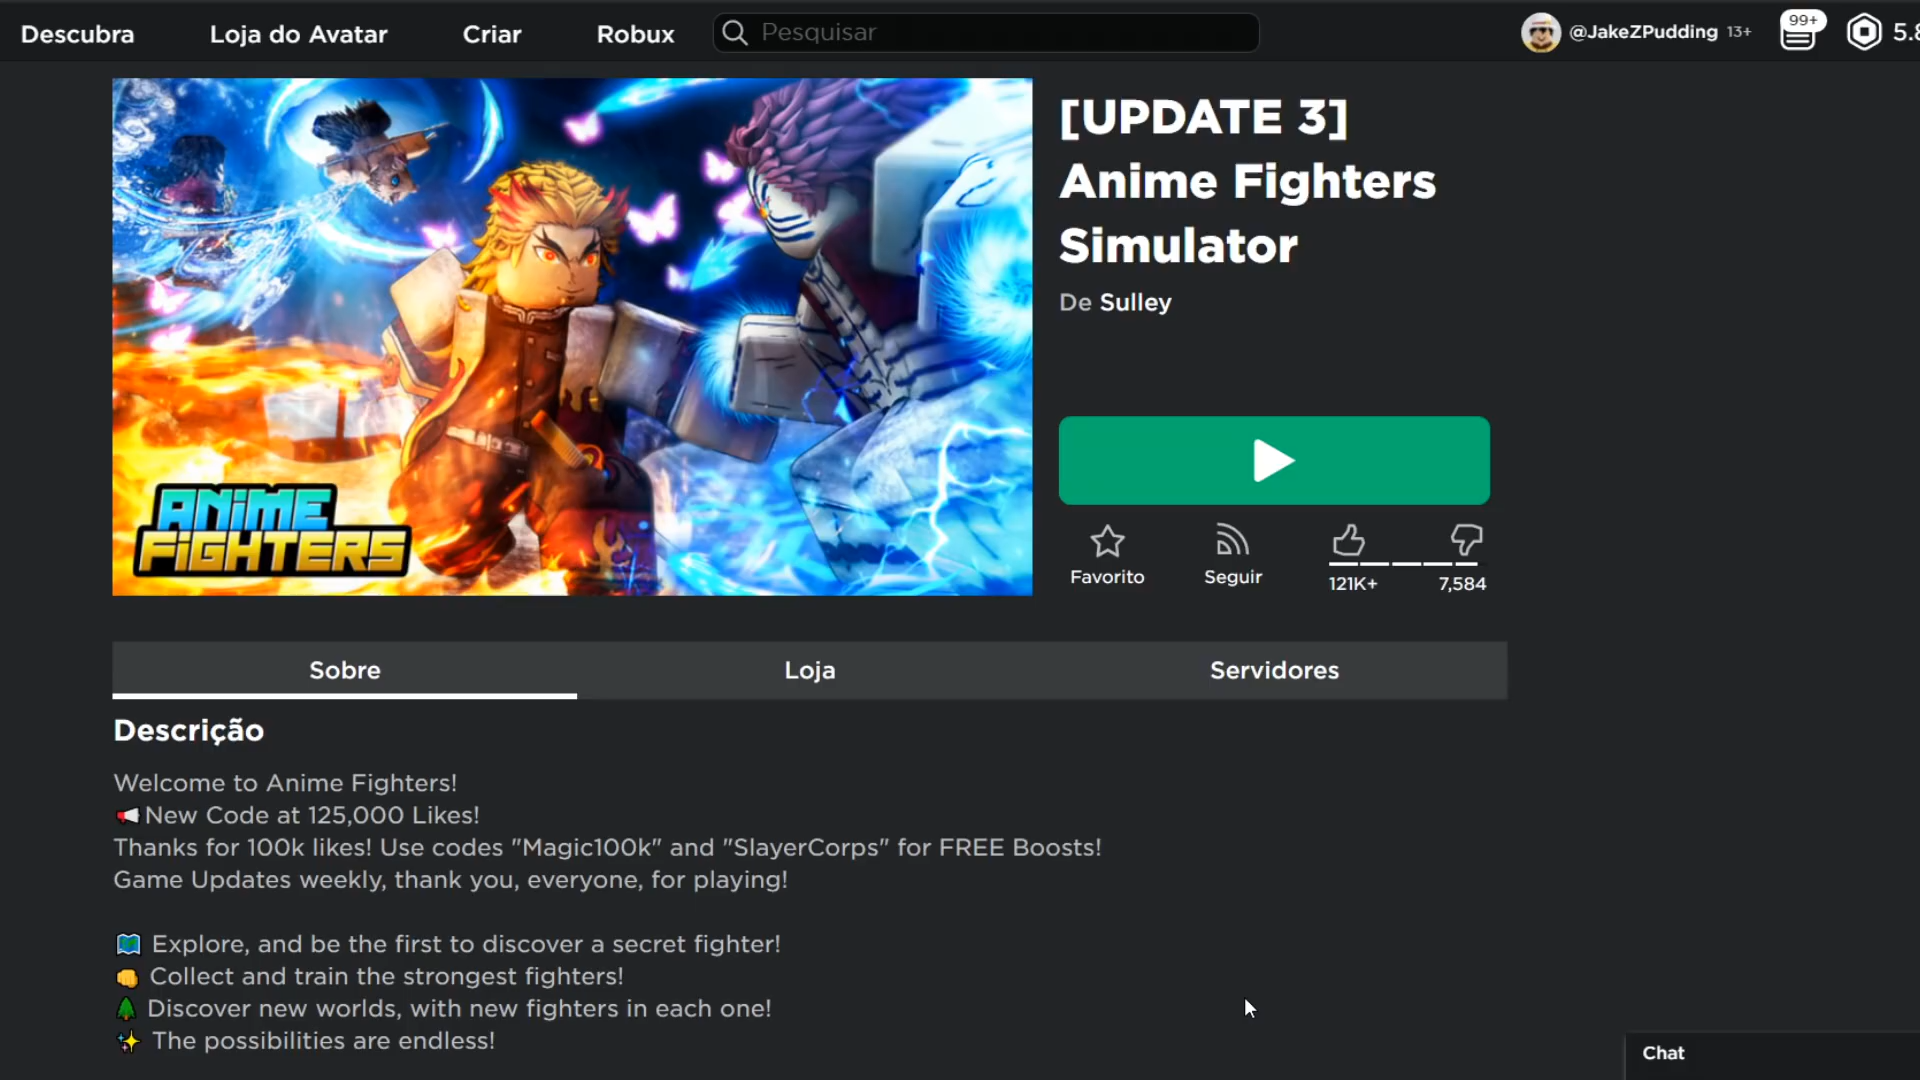 Descubra
Loja do Avatar
Criar
Robux
Pesquisar
@JakeZPudding 13+
99+
5.8
[UPDATE 3]
Anime Fighters
Simulator
De Sulley
ANIME
FIGHTERS
Favorito
Seguir
121K+
7,584
Sobre
Loja
Servidores
Descrição
Welcome to Anime Fighters!
New Code at 125,000 Likes!
Thanks for 100k likes! Use codes "Magic100k" and "SlayerCorps" for FREE Boosts!
Game Updates weekly, thank you, everyone, for playing!
Explore, and be the first to discover a secret fighter!
Collect and train the strongest fighters!
Discover new worlds, with new fighters in each one!
The possibilities are endless!
Chat